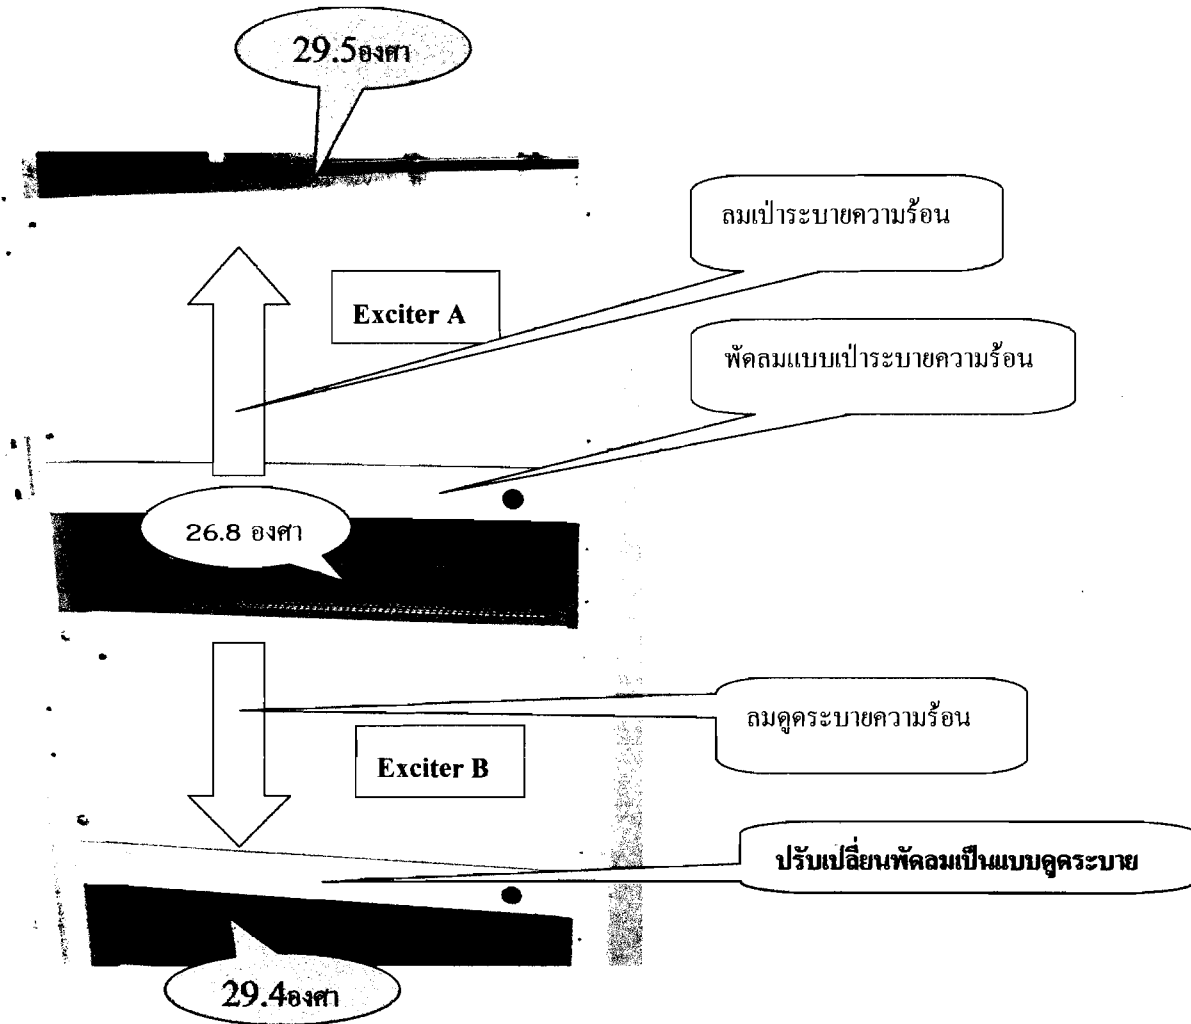 29.5องศา
ลมเป่าระบายความร้อน
Exciter A
พัดลมแบบเป่าระบายความร้อน
26.8 องศา
ลมดูดระบายความร้อน
Exciter B
ปรับเปลี่ยนพัดลมเป็นแบบดูดระบาย
29.4องศา